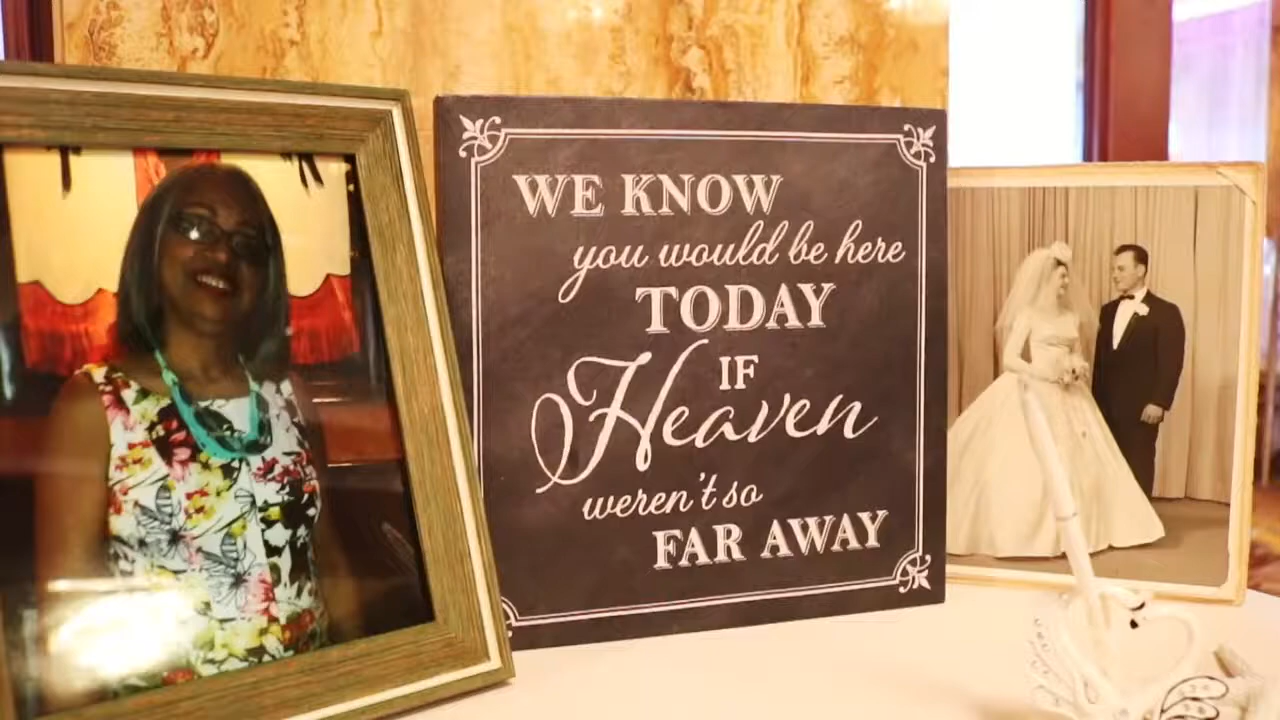 WE KNOW
you would be here
TODAY
IF
Heaven
weren't so
FAR AWAY